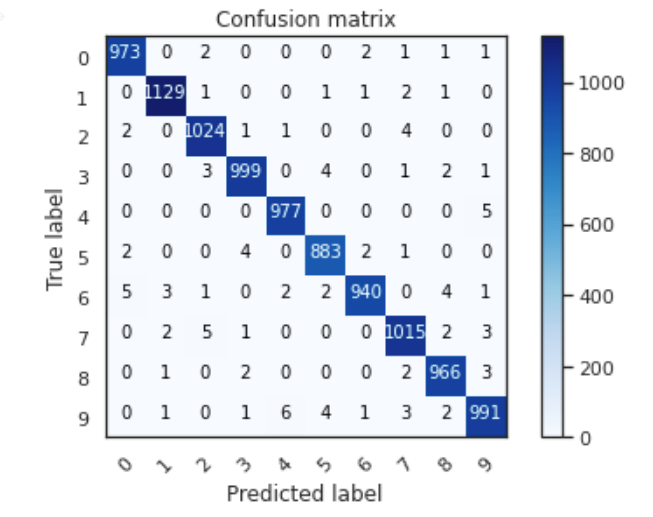 Confusion matrix
0 973 0 2 0 0 0 2 1 1 1
1 0 1129 1 0 0 1 1 2 1 0
2 2 0 1024 1 1 0 0 4 0 0
3 0 0 3 999 0 4 0 1 2 1
4 0 0 0 0 977 0 0 0 0 5
5 2 0 0 4 0 883 2 1 0 0
6 5 3 1 0 2 2 940 0 4 1
7 0 2 5 1 0 0 0 1015 2 3
8 0 1 0 2 0 0 0 2 966 3
9 0 1 0 1 6 4 1 3 2 991
0 1 2 3 4 5 6 7 8 9
Predicted label
True label
1000
800
600
400
200
0